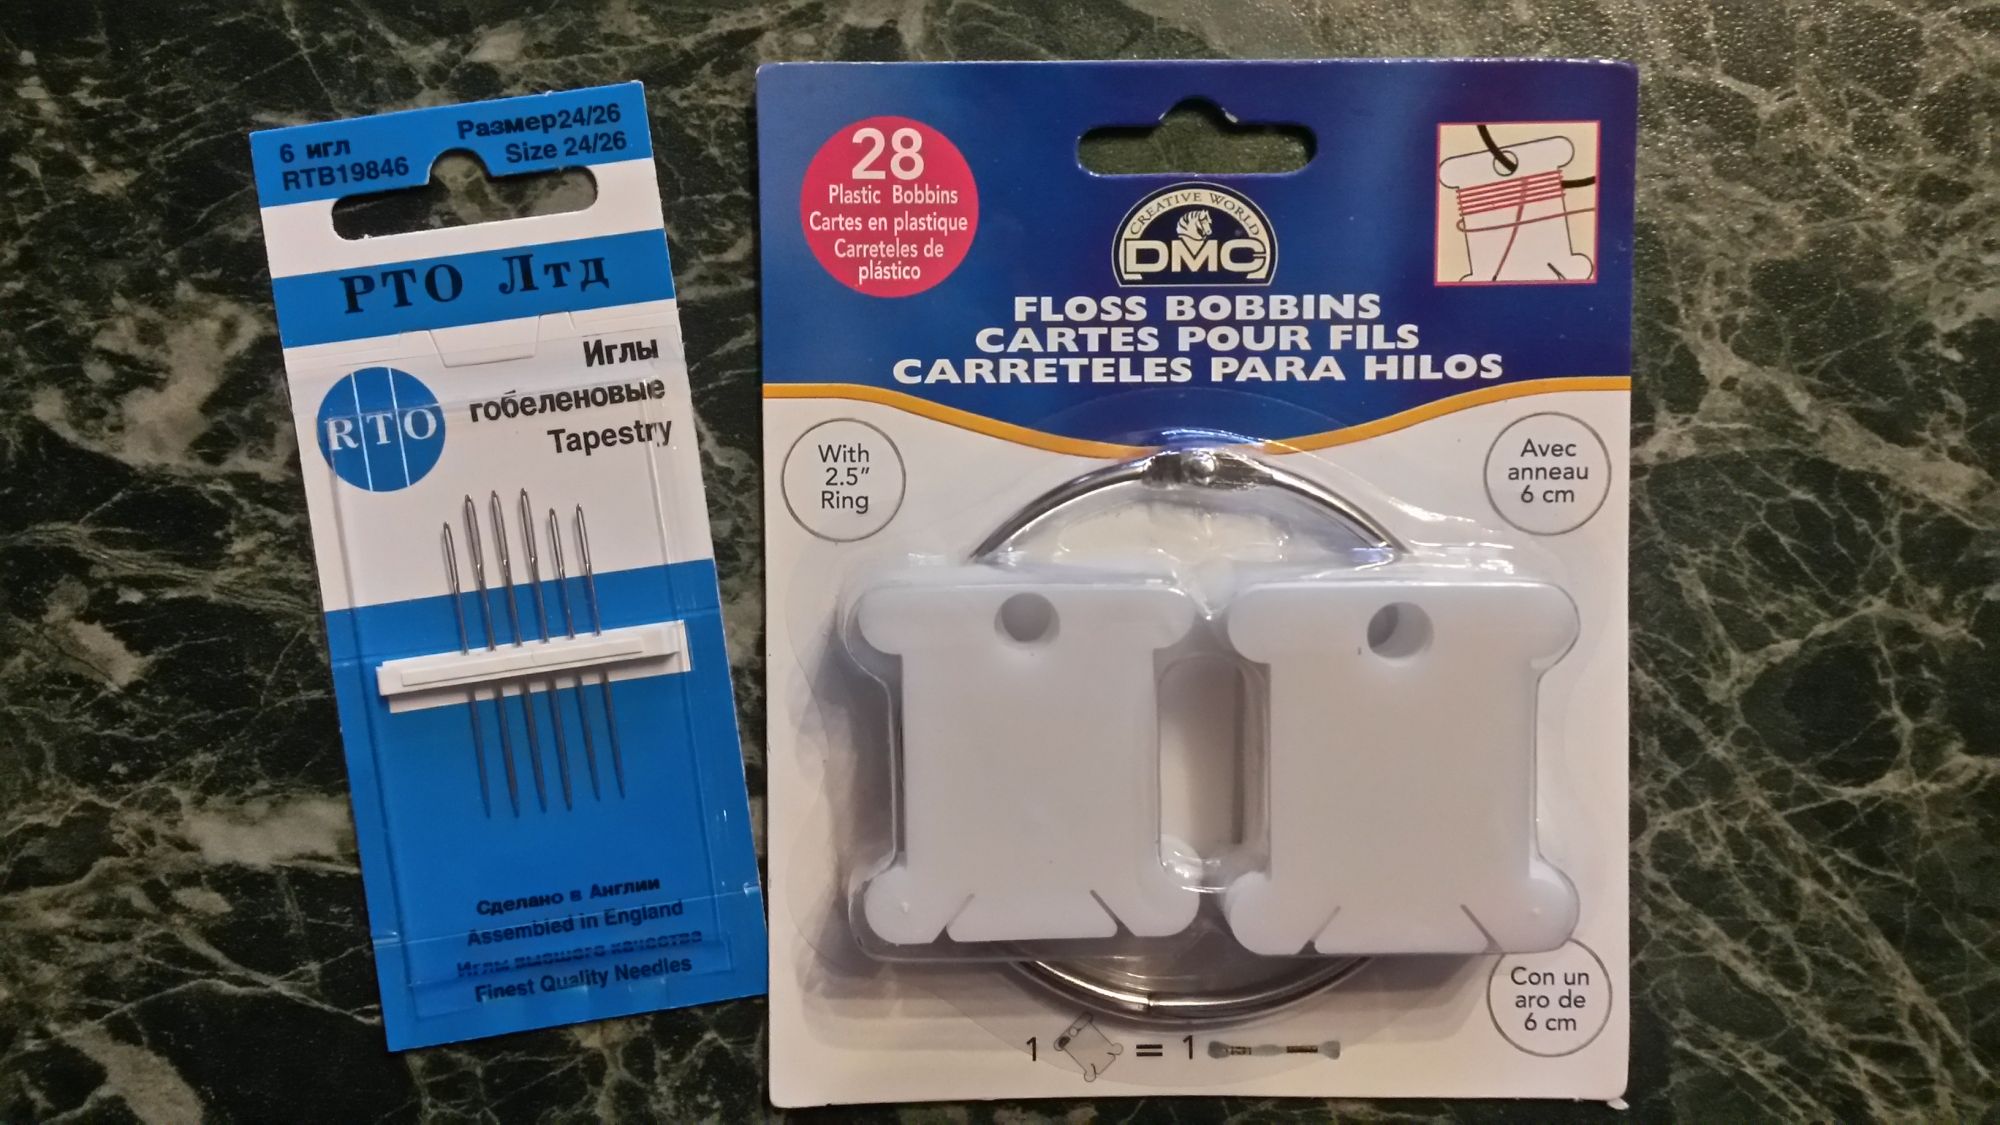 6 игл
RTB19846
Размер24/26
Size 24/26
РТО Лтд
RTO
Иглы
гобеленовые
Tapestry
Сделано в Англии
Assembled in England
Иглы высшего качества
Finest Quality Needles
28
Plastic Bobbins
Cartes en plastique
Carreteles de
plástico
CREATIVE WORLD
DMC
FLOSS BOBBINS
CARTES POUR FILS
CARRETELES PARA HILOS
With
2.5"
Ring
Avec
anneau
6 cm
Con un
aro de
6 cm
1 = 1